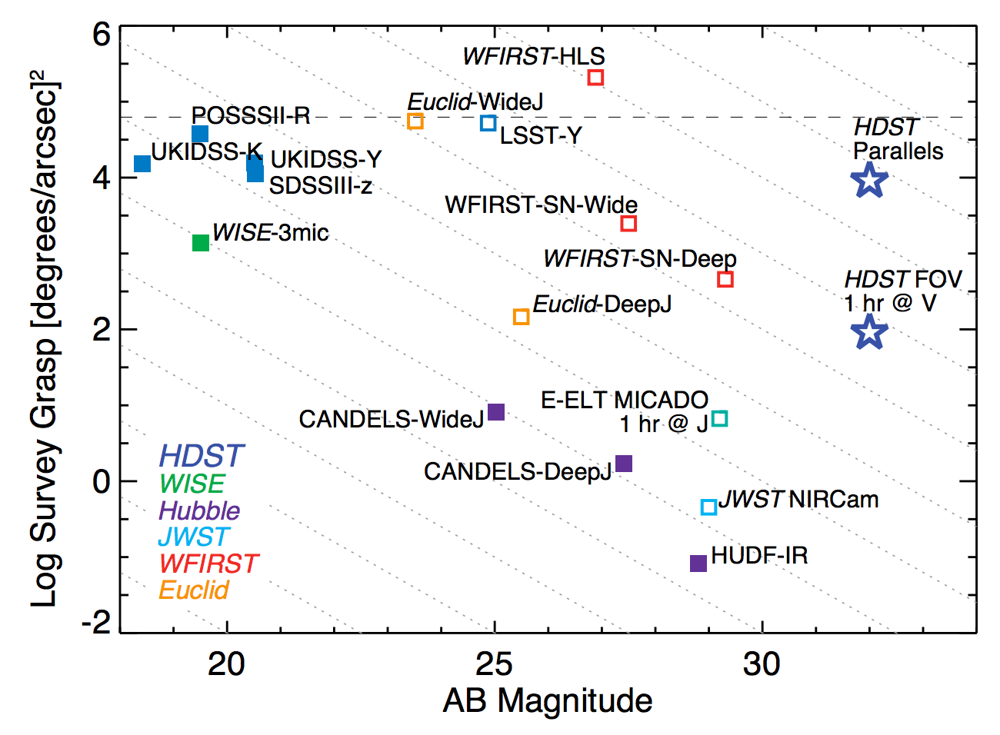 6
WFIRST-HLS
Euclid-WideJ
POSSSII-R
LSST-Y
HDST
Parallels
UKIDSS-K
UKIDSS-Y
4
SDSSIII-z
WFIRST-SN-Wide
WISE-3mic
WFIRST-SN-Deep
HDST FOV
1 hr @ V
Euclid-DeepJ
2
E-ELT MICADO
1 hr @ J
CANDELS-WideJ
CANDELS-DeepJ
0
JWST NIRCam
HUDF-IR
HDST
WISE
Hubble
JWST
WFIRST
Euclid
-2
20 25 30
AB Magnitude
Log Survey Grasp [degrees/arcsec]²